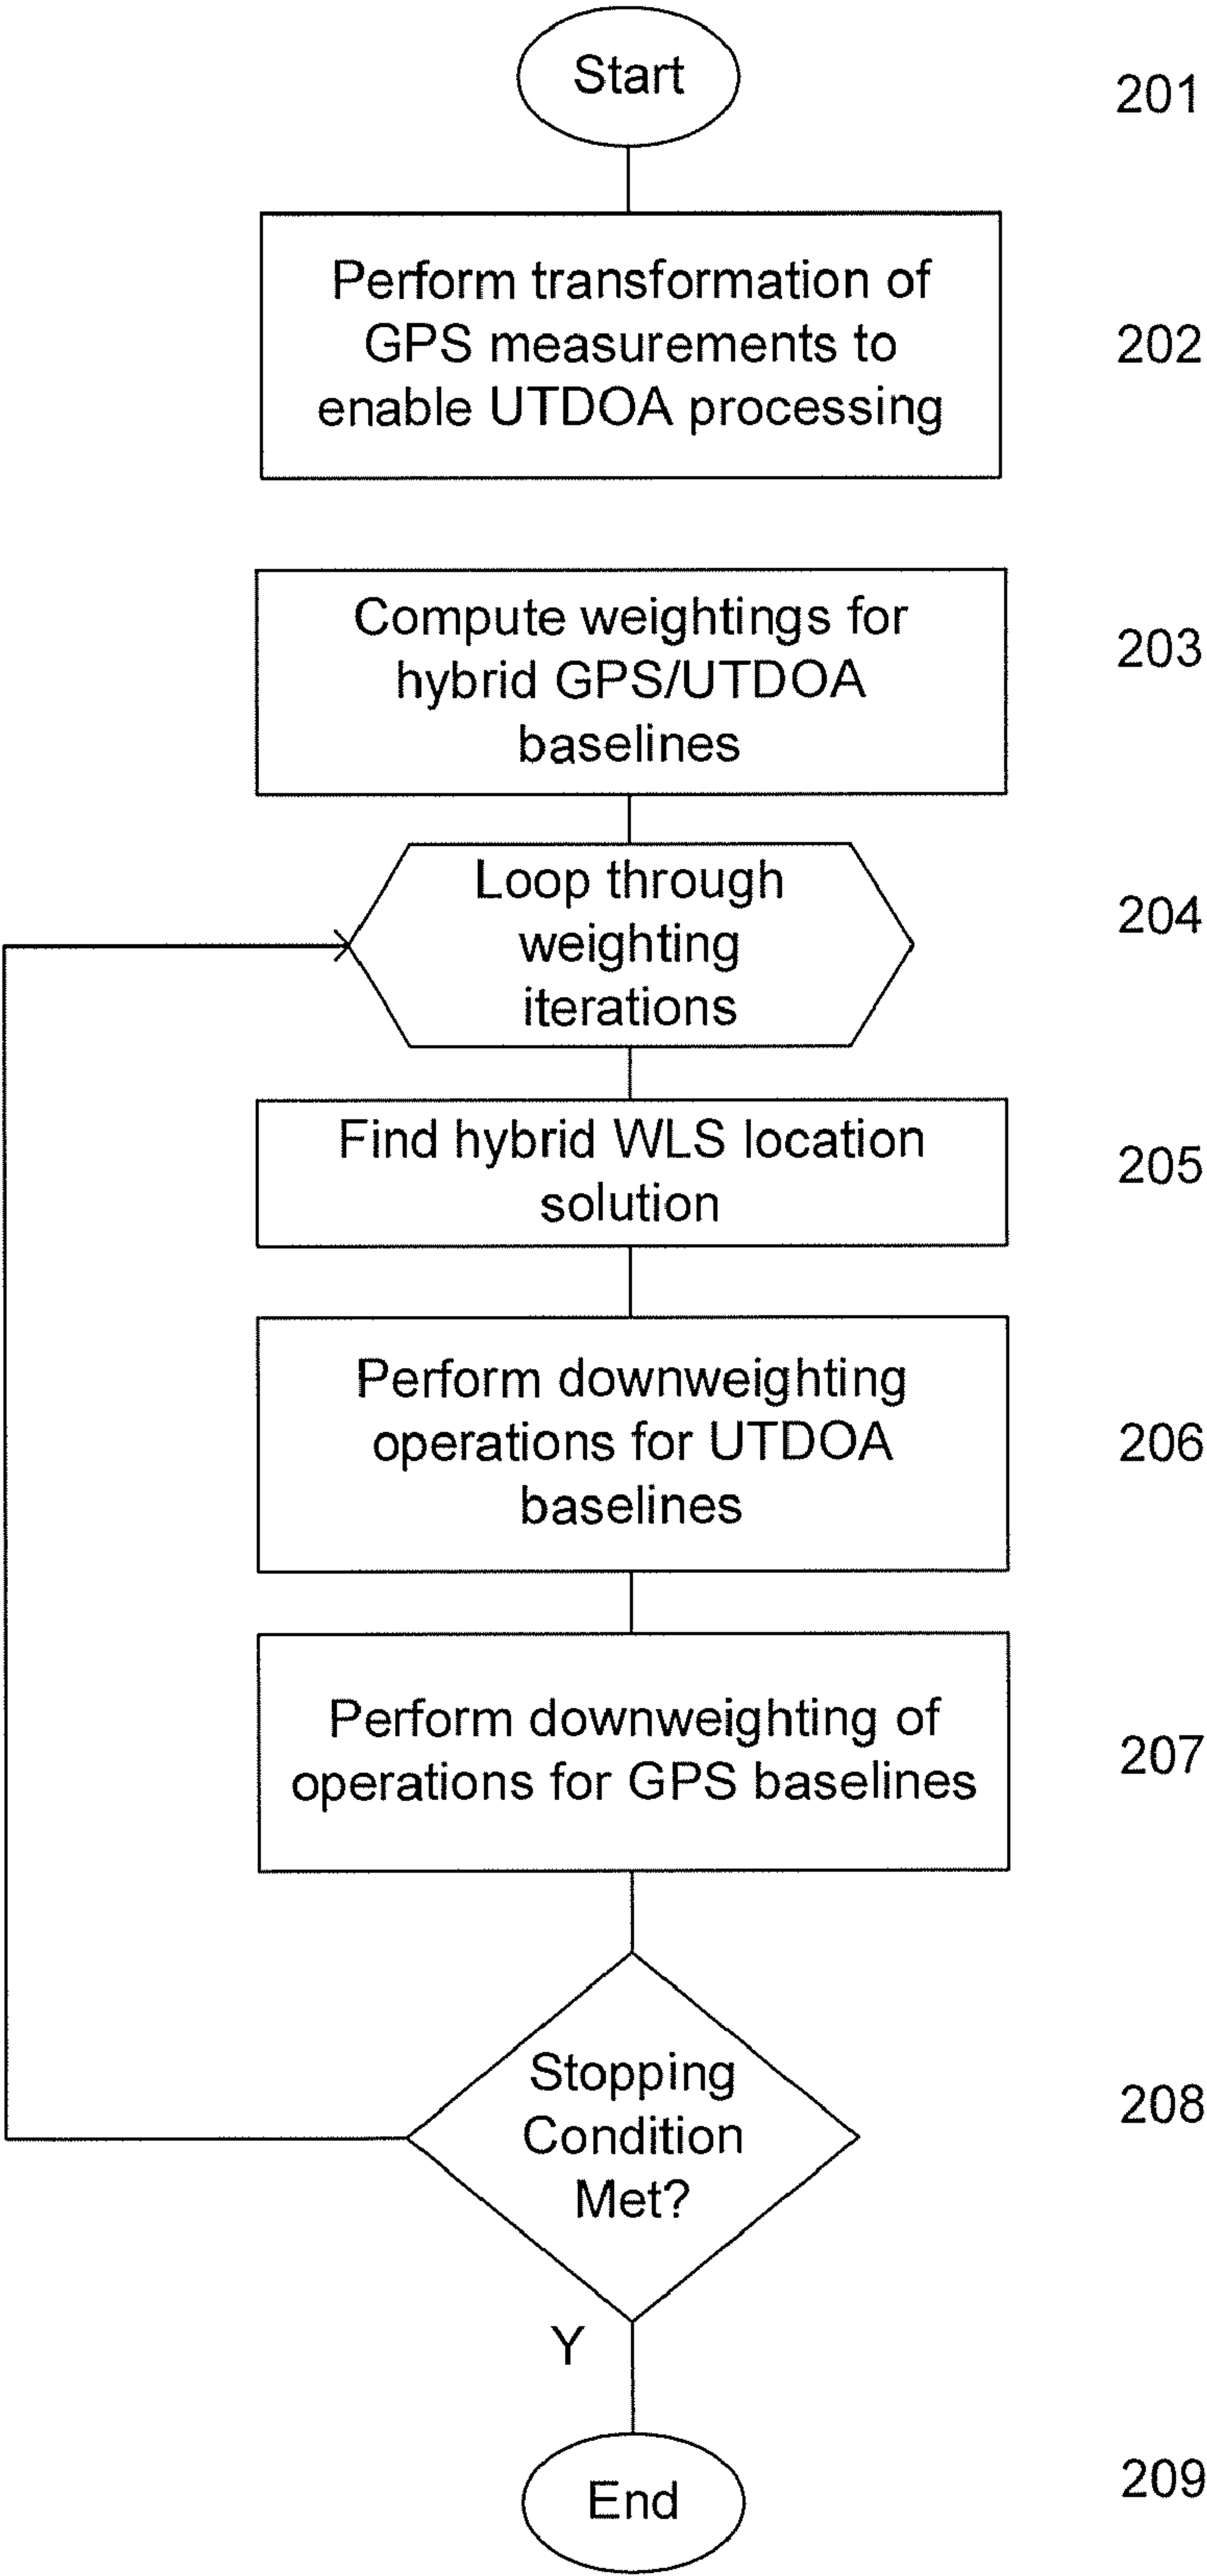 Start
201
Perform transformation of
GPS measurements to
enable UTDOA processing
202
Compute weightings for
hybrid GPS/UTDOA
baselines
203
Loop through
weighting
iterations
204
Find hybrid WLS location
solution
205
Perform downweighting
operations for UTDOA
baselines
206
Perform downweighting of
operations for GPS baselines
207
Stopping
Condition
Met?
208
Y
End
209